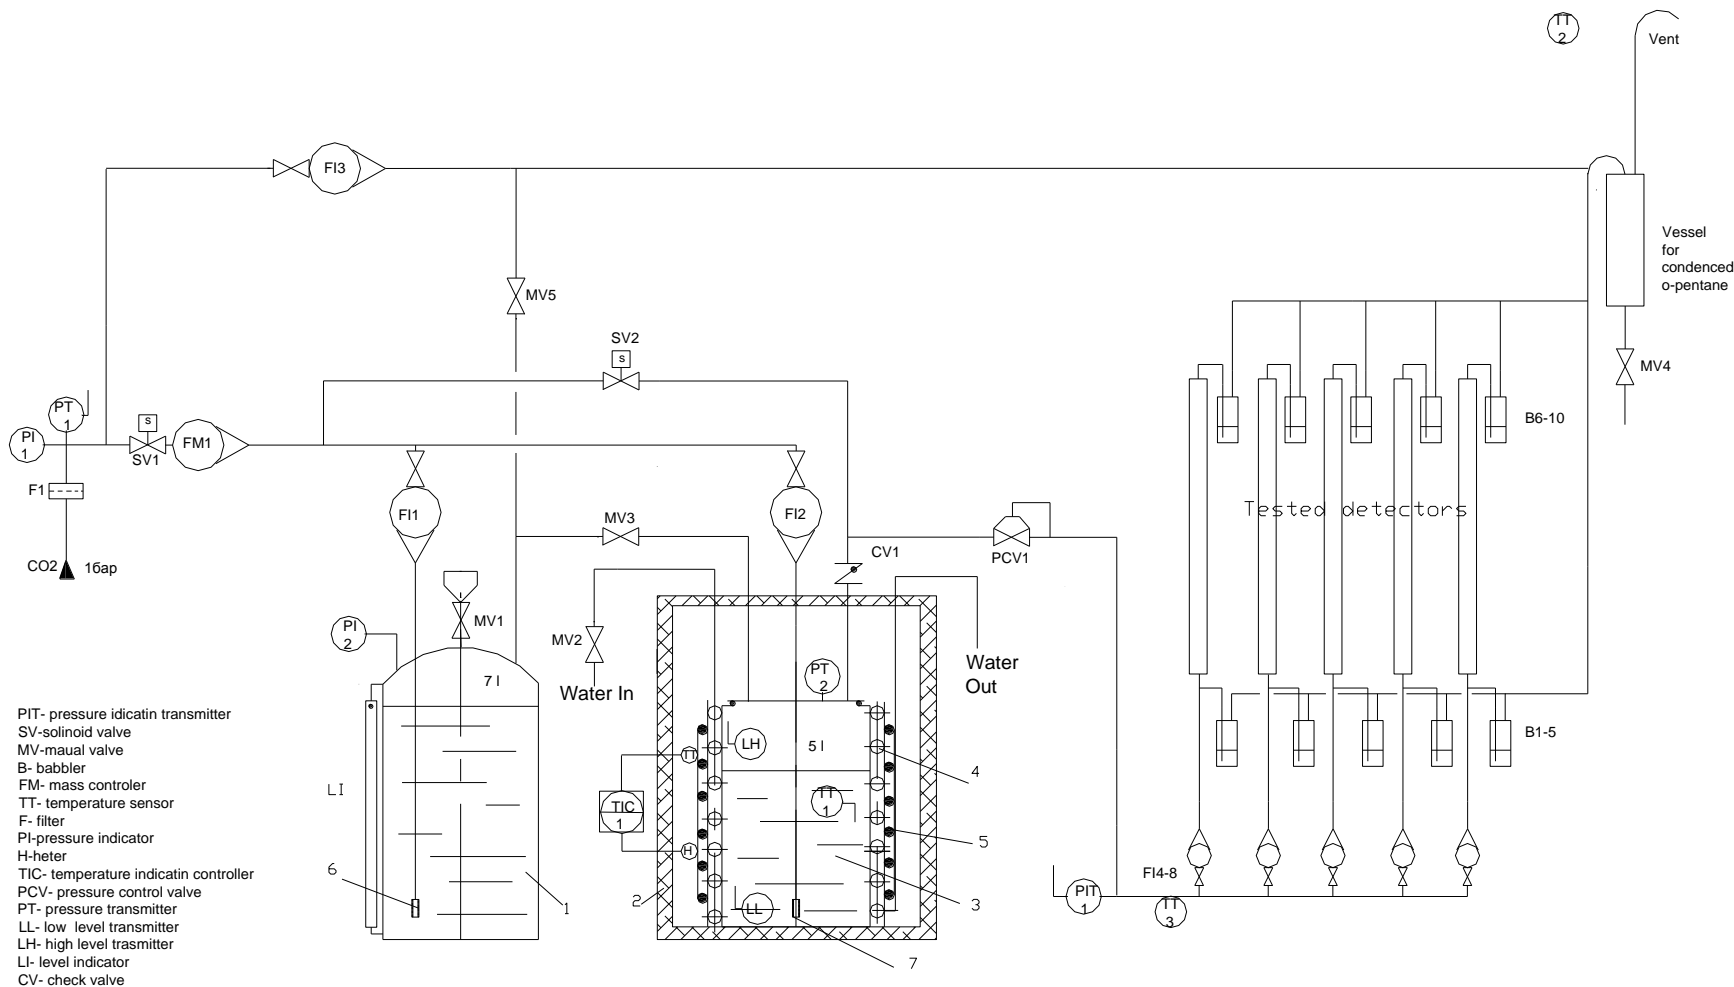 TT
2
Vent
FI3
Vessel
for
condenced
o-pentane
MV5
SV2
s
MV4
PT
1
s
PI
1
SV1
FM1
B6-10
F1
FI1
FI2
Tested detectors
MV3
CO2
1бар
CV1
PCV1
PI
2
MV1
MV2
Water In
7 l
PT
2
Water
Out
PIT- pressure idicatin transmitter
SV-solinoid valve
MV-maual valve
B- babbler
FM- mass controler
TT- temperature sensor
F- filter
PI-pressure indicator
H-heter
TIC- temperature indicatin controller
PCV- pressure control valve
PT- pressure transmitter
LL- low level transmitter
LH- high level trasmitter
LI- level indicator
CV- check valve
LH
5 l
B1-5
TT
4
LI
TIC
1
TT
1
H
5
6
FI4-8
1
2
LL
3
PIT
1
TT
3
7